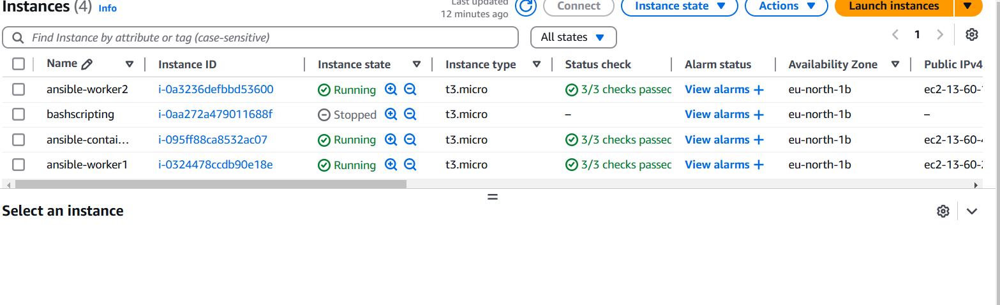 Instances (4) Info
Last updated
12 minutes ago
Connect
Instance state
Actions
Launch instances
Find Instance by attribute or tag (case-sensitive)
All states
1
Name Instance ID Instance state Instance type Status check Alarm status Availability Zone Public IPv4
ansible-worker2 i-0a3236defbbd53600 Running t3.micro 3/3 checks passec View alarms + eu-north-1b ec2-13-60-
bashscripting i-0aa272a479011688f Stopped t3.micro – View alarms + eu-north-1b –
ansible-contai... i-095ff88ca8532ac07 Running t3.micro 3/3 checks passec View alarms + eu-north-1b ec2-13-60-
ansible-worker1 i-0324478ccdb90e18e Running t3.micro 3/3 checks passec View alarms + eu-north-1b ec2-13-60-
Select an instance